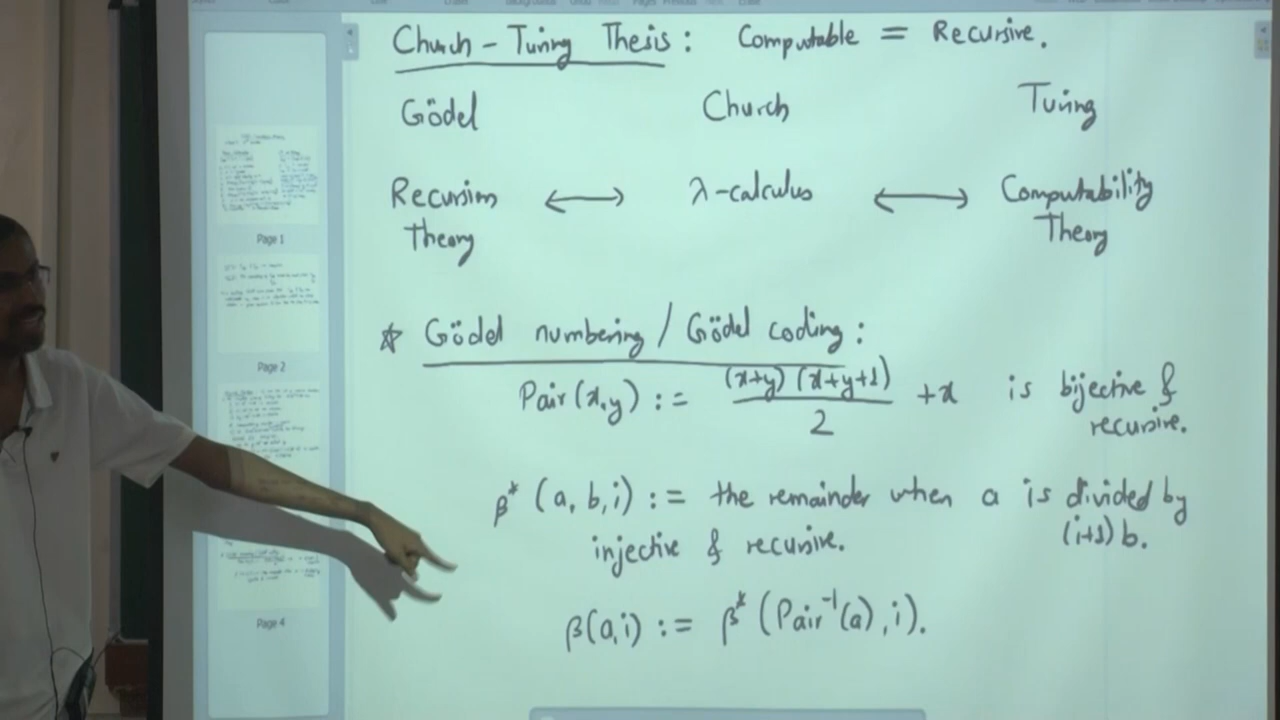 Church - Turing Thesis : Computable = Recursive.
Gödel Church Turing
Recursion Theory ↔ λ-calculus ↔ Computability Theory
☆ Gödel numbering / Gödel coding :
Pair(x,y) := (x+y) (x+y+1) / 2 + x is bijective & recursive.
β* (a, b, i) := the remainder when a is divided by (i+1) b.
injective & recursive.
β(a,i) := β* (Pair⁻¹(a), i).
Page 1
Page 2
Page 4